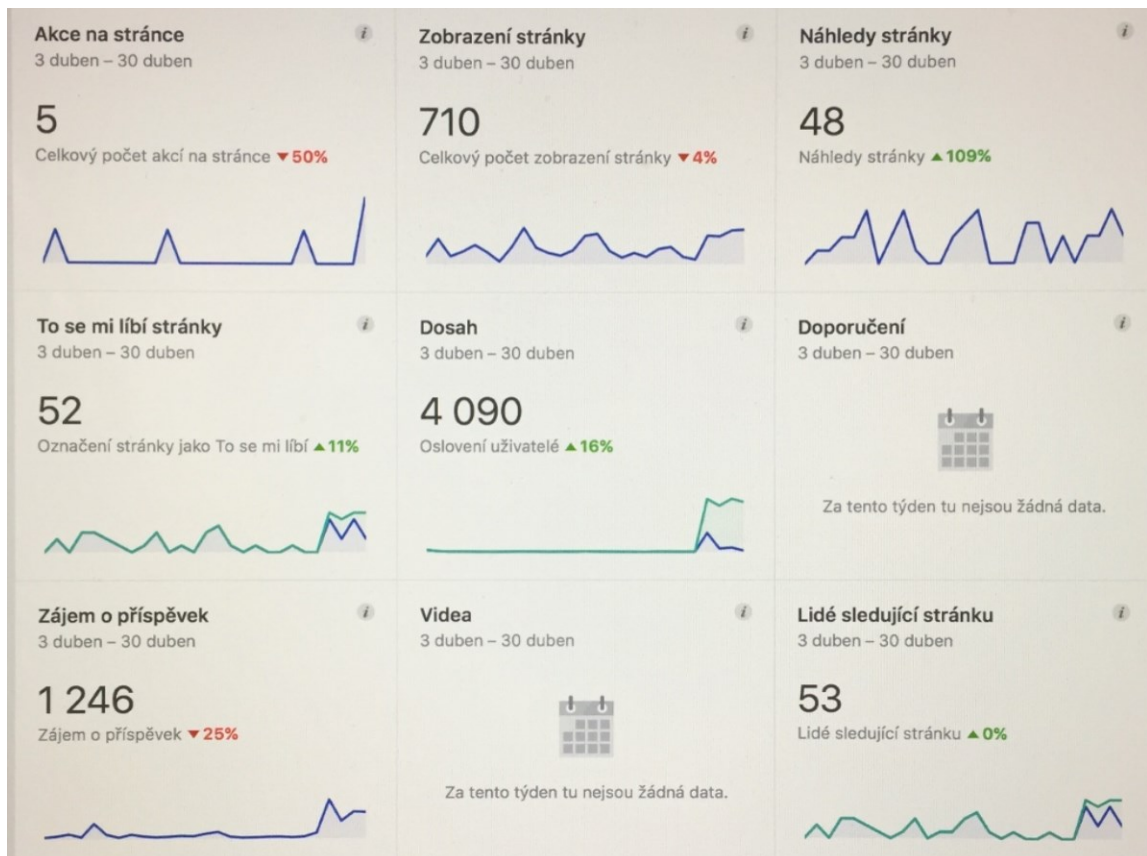 Akce na stránce
3 duben – 30 duben
5
Celkový počet akcí na stránce ▼50%
Zobrazení stránky
3 duben – 30 duben
710
Celkový počet zobrazení stránky ▼4%
Náhledy stránky
3 duben – 30 duben
48
Náhledy stránky ▲109%
To se mi líbí stránky
3 duben – 30 duben
52
Označení stránky jako To se mi líbí ▲11%
Dosah
3 duben – 30 duben
4 090
Oslovení uživatelé ▲16%
Doporučení
3 duben – 30 duben
Za tento týden tu nejsou žádná data.
Zájem o příspěvek
3 duben – 30 duben
1 246
Zájem o příspěvek ▼25%
Videa
3 duben – 30 duben
Za tento týden tu nejsou žádná data.
Lidé sledující stránku
3 duben – 30 duben
53
Lidé sledující stránku ▲0%